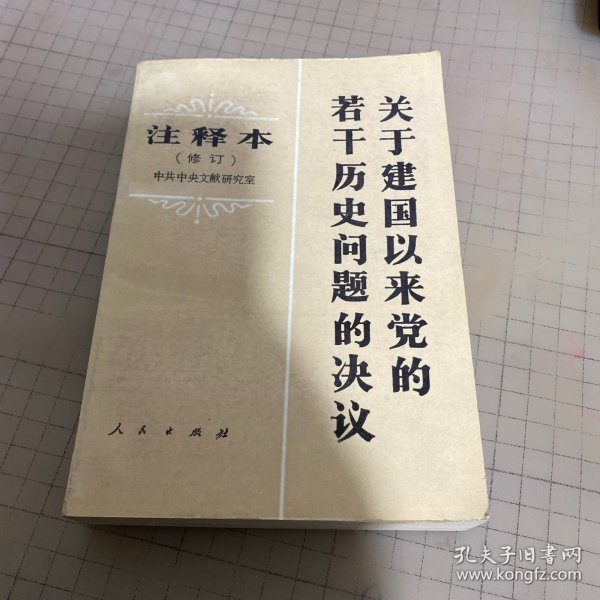 关于建国以来党的
若干历史问题的决议
注释本
（修订）
中共中央文献研究室
人民出版社
孔夫子旧书网
www.kongfz.com